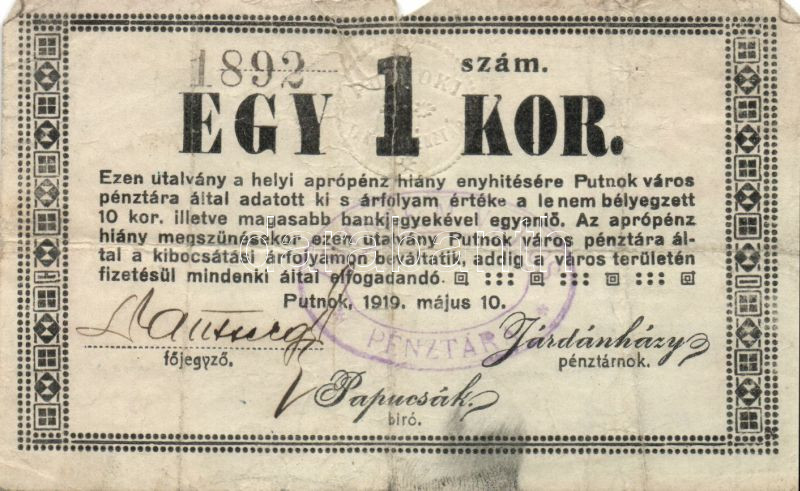 1892 szám.
EGY 1 KOR.
Ezen utalvány a helyi aprópénz hiány enyhitésére Putnok város
pénztára által adatott ki s árfolyam értéke a le nem bélyegzett
10 kor. illetve magasabb bankjegyekével egyenlő. Az aprópénz
hiány megszünésekor ezen utalvány Putnok város pénztára ál-
tal a kibocsátási árfolyamon beváltatik, addig a város területén
fizetésül mindenki által elfogadandó.
Putnok, 1919. május 10.
PÉNZTÁR
Járdánházy
főjegyző. pénztárnok.
Papucsák
biró.